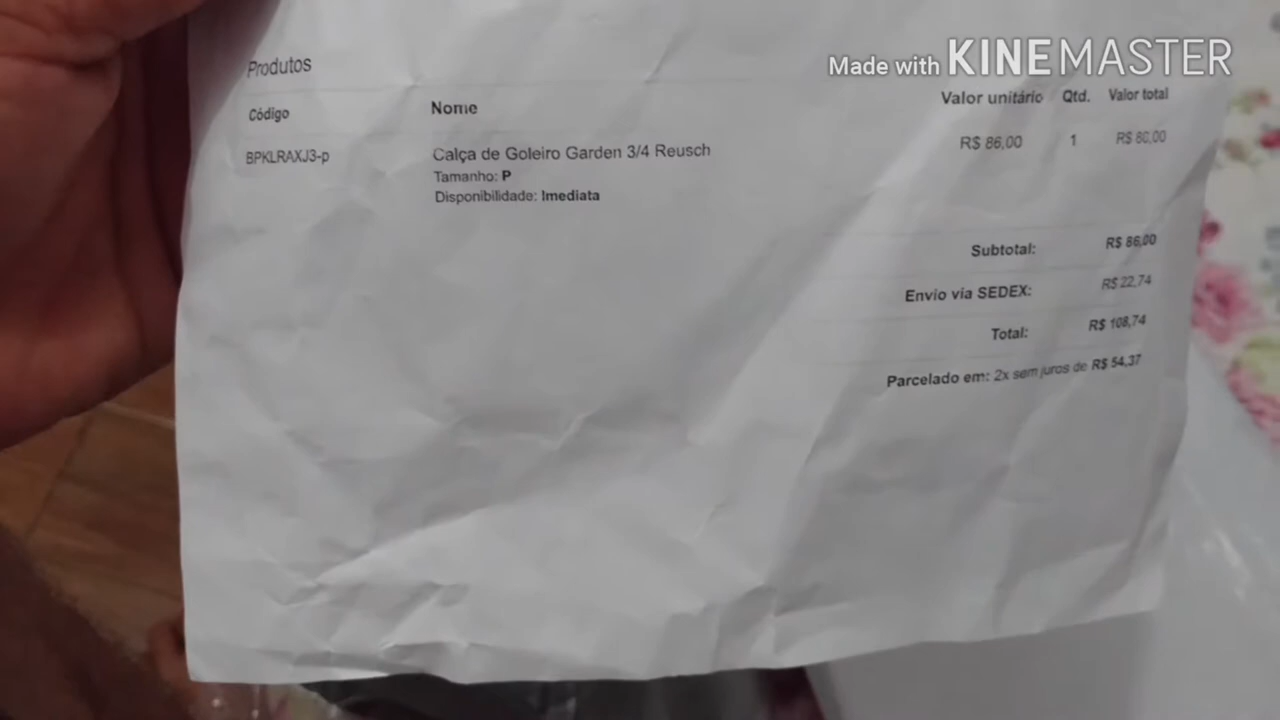 Made with KINEMASTER
Produtos
Código Nome Valor unitário Qtd. Valor total
BPKLRAXJ3-p Calça de Goleiro Garden 3/4 Reusch R$ 86,00 1 R$ 86,00
Tamanho: P
Disponibilidade: Imediata
Subtotal: R$ 86,00
Envio via SEDEX: R$ 22,74
Total: R$ 108,74
Parcelado em: 2x sem juros de R$ 54,37